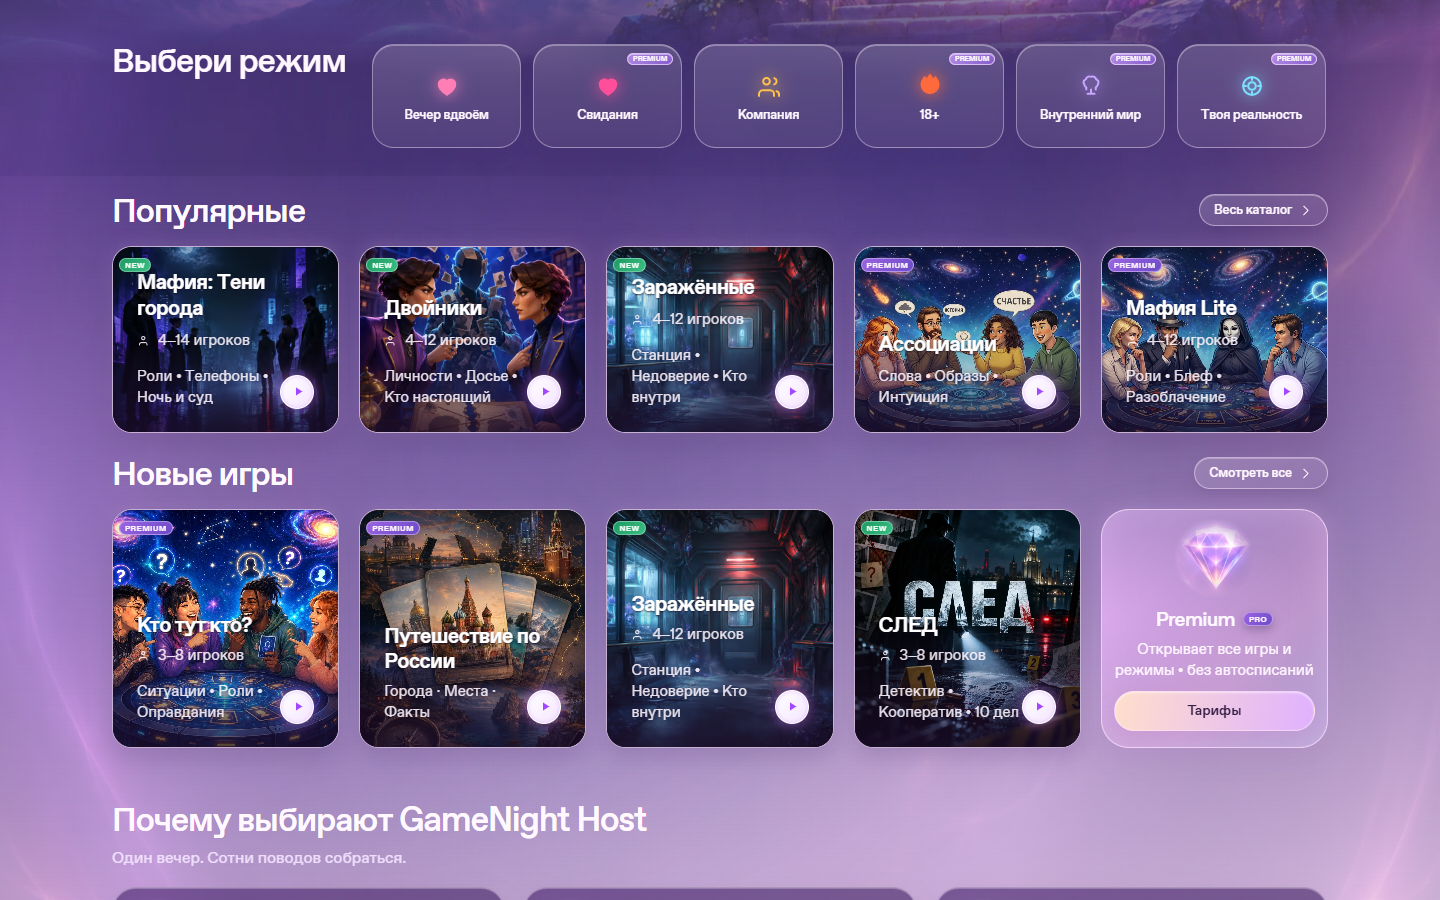 Выбери режим
Вечер вдвоём
PREMIUM
Свидания
Компания
PREMIUM
18+
PREMIUM
Внутренний мир
PREMIUM
Твоя реальность
Популярные
Весь каталог
NEW
Мафия: Тени
города
4–14 игроков
Роли • Телефоны •
Ночь и суд
NEW
Двойники
4–12 игроков
Личности • Досье •
Кто настоящий
NEW
Заражённые
4–12 игроков
Станция •
Недоверие • Кто
внутри
PREMIUM
ИСТОРИЯ
СЧАСТЬЕ
Ассоциации
Слова • Образы •
Интуиция
PREMIUM
Мафия Lite
4–12 игроков
Роли • Блеф •
Разоблачение
Новые игры
Смотреть все
PREMIUM
? ?
?
Кто тут кто?
3–8 игроков
Ситуации • Роли •
Оправдания
PREMIUM
Путешествие по
России
Города · Места ·
Факты
NEW
Заражённые
4–12 игроков
Станция •
Недоверие • Кто
внутри
NEW
?
СЛЕД
СЛЕД
3–8 игроков
1
2
3
Детектив •
Кооператив • 10 дел
Premium PRO
Открывает все игры и
режимы • без автосписаний
Тарифы
Почему выбирают GameNight Host
Один вечер. Сотни поводов собраться.